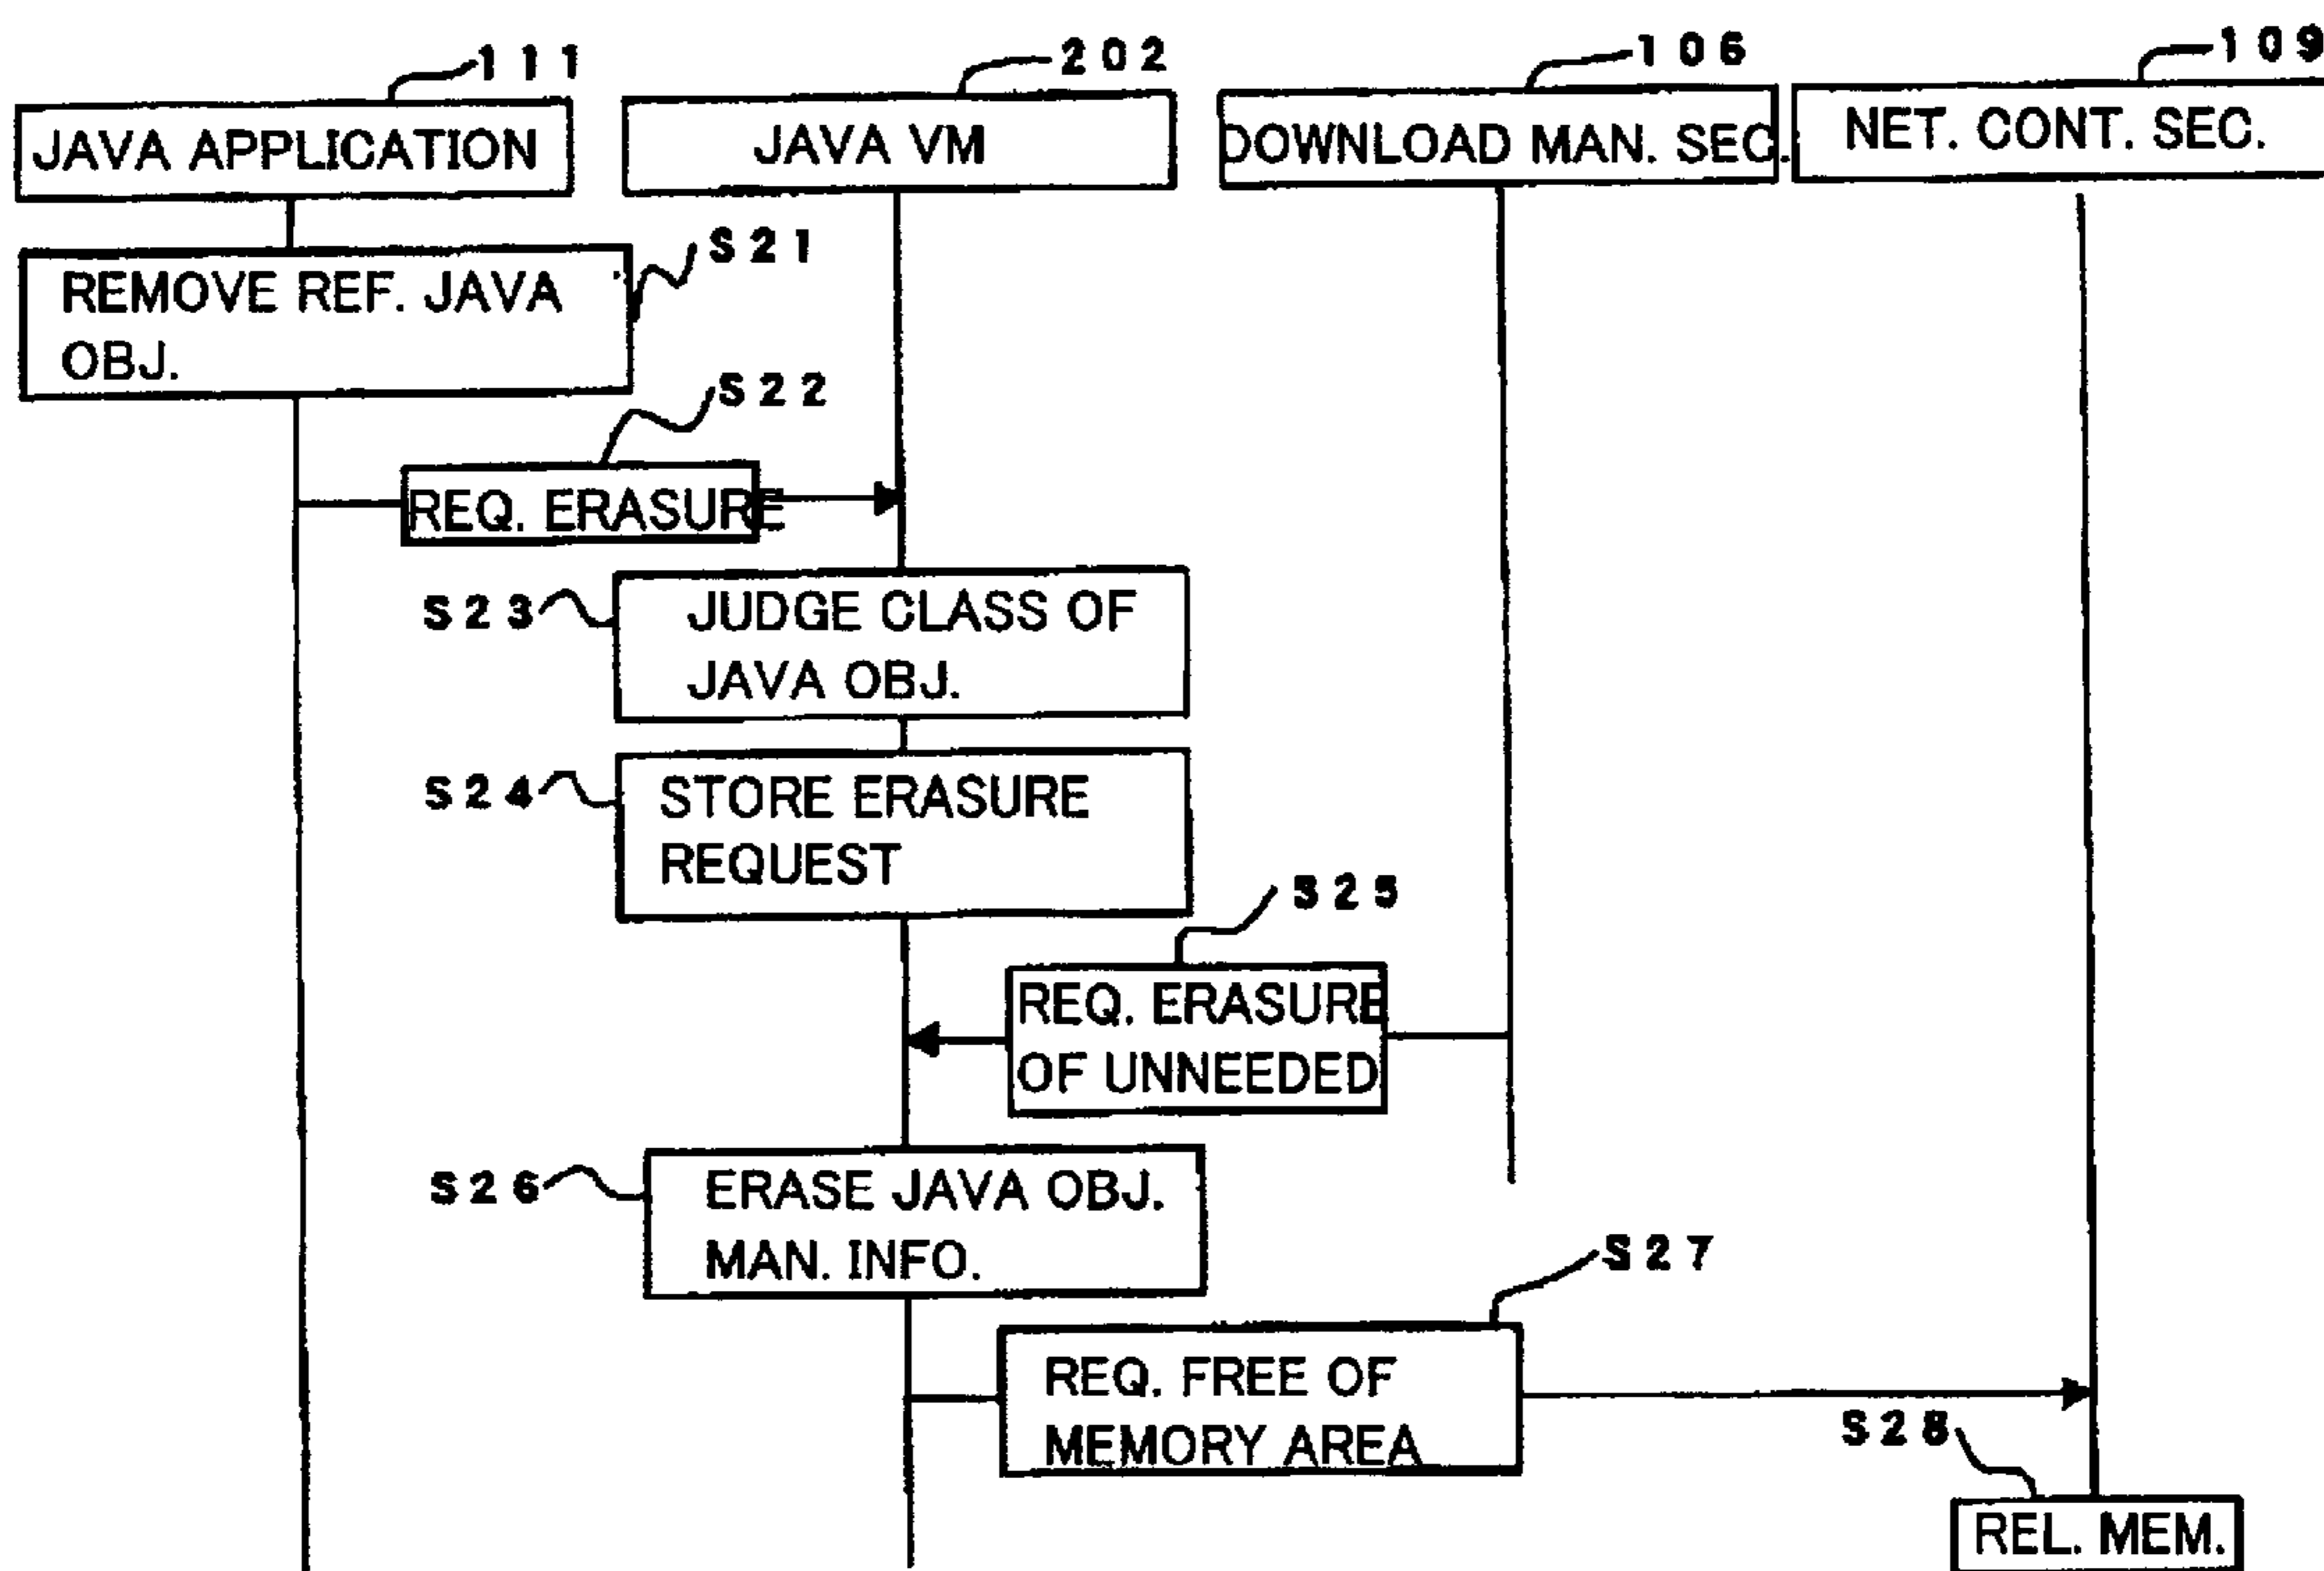 111
202
106
109
JAVA APPLICATION
JAVA VM
DOWNLOAD MAN. SEC.
NET. CONT. SEC.
S21
REMOVE REF. JAVA
OBJ.
S22
REQ. ERASURE
S23
JUDGE CLASS OF
JAVA OBJ.
S24
STORE ERASURE
REQUEST
S25
REQ. ERASURE
OF UNNEEDED
S26
ERASE JAVA OBJ.
MAN. INFO.
S27
REQ. FREE OF
MEMORY AREA
S28
REL. MEM.